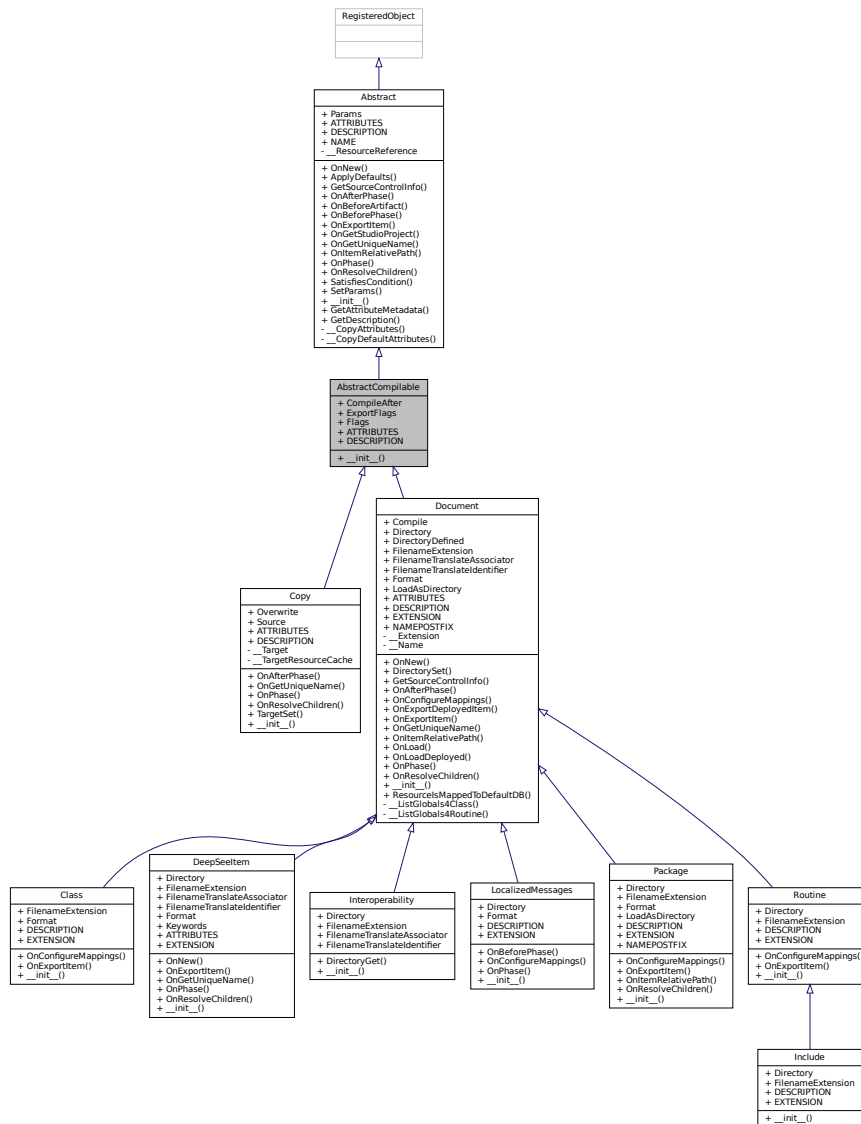 RegisteredObject
Abstract
+ Params
+ ATTRIBUTES
+ DESCRIPTION
+ NAME
- __ResourceReference
+ OnNew()
+ ApplyDefaults()
+ GetSourceControlInfo()
+ OnAfterPhase()
+ OnBeforeArtifact()
+ OnBeforePhase()
+ OnExportItem()
+ OnGetStudioProject()
+ OnGetUniqueName()
+ OnItemRelativePath()
+ OnPhase()
+ OnResolveChildren()
+ SatisfiesCondition()
+ SetParams()
+ __init__()
+ GetAttributeMetadata()
+ GetDescription()
- __CopyAttributes()
- __CopyDefaultAttributes()
AbstractCompilable
+ CompileAfter
+ ExportFlags
+ Flags
+ ATTRIBUTES
+ DESCRIPTION
+ __init__()
Document
+ Compile
+ Directory
+ DirectoryDefined
+ FilenameExtension
+ FilenameTranslateAssociator
+ FilenameTranslateIdentifier
+ Format
+ LoadAsDirectory
+ ATTRIBUTES
+ DESCRIPTION
+ EXTENSION
+ NAMEPOSTFIX
- __Extension
- __Name
+ OnNew()
+ DirectorySet()
+ GetSourceControlInfo()
+ OnAfterPhase()
+ OnConfigureMappings()
+ OnExportDeployedItem()
+ OnExportItem()
+ OnGetUniqueName()
+ OnItemRelativePath()
+ OnLoad()
+ OnLoadDeployed()
+ OnPhase()
+ OnResolveChildren()
+ __init__()
+ ResourceIsMappedToDefaultDB()
- __ListGlobals4Class()
- __ListGlobals4Routine()
Copy
+ Overwrite
+ Source
+ ATTRIBUTES
+ DESCRIPTION
- __Target
- __TargetResourceCache
+ OnAfterPhase()
+ OnGetUniqueName()
+ OnPhase()
+ OnResolveChildren()
+ TargetSet()
+ __init__()
Class
+ FilenameExtension
+ Format
+ DESCRIPTION
+ EXTENSION
+ OnConfigureMappings()
+ OnExportItem()
+ __init__()
DeepSeeItem
+ Directory
+ FilenameExtension
+ FilenameTranslateAssociator
+ FilenameTranslateIdentifier
+ Format
+ Keywords
+ ATTRIBUTES
+ EXTENSION
+ OnNew()
+ OnExportItem()
+ OnGetUniqueName()
+ OnPhase()
+ OnResolveChildren()
+ __init__()
Interoperability
+ Directory
+ FilenameExtension
+ FilenameTranslateAssociator
+ FilenameTranslateIdentifier
+ DirectoryGet()
+ __init__()
LocalizedMessages
+ Directory
+ Format
+ DESCRIPTION
+ EXTENSION
+ OnBeforePhase()
+ OnConfigureMappings()
+ OnPhase()
+ __init__()
Package
+ Directory
+ FilenameExtension
+ Format
+ LoadAsDirectory
+ DESCRIPTION
+ EXTENSION
+ NAMEPOSTFIX
+ OnConfigureMappings()
+ OnExportItem()
+ OnItemRelativePath()
+ OnResolveChildren()
+ __init__()
Routine
+ Directory
+ FilenameExtension
+ DESCRIPTION
+ EXTENSION
+ OnConfigureMappings()
+ OnExportItem()
+ __init__()
Include
+ Directory
+ FilenameExtension
+ DESCRIPTION
+ EXTENSION
+ __init__()